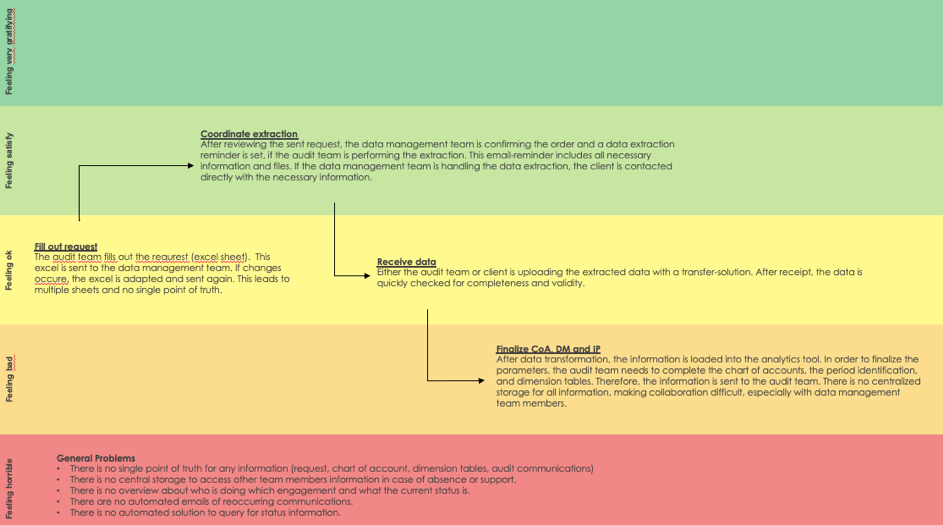 Feeling very gratifying
Feeling satisfy
Coordinate extraction
After reviewing the sent request, the data management team is confirming the order and a data extraction
reminder is set, if the audit team is performing the extraction. This email-reminder includes all necessary
information and files. If the data management team is handling the data extraction, the client is contacted
directly with the necessary information.
Feeling ok
Fill out request
The audit team fills out the reaurest (excel sheet). This
excel is sent to the data management team. If changes
occure, the excel is adapted and sent again. This leads to
multiple sheets and no single point of truth.
Receive data
Either the audit team or client is uploading the extracted data with a transfer-solution. After receipt, the data is
quickly checked for completeness and validity.
Feeling bad
Finalize CoA, DM and IP
After data transformation, the information is loaded into the analytics tool. In order to finalize the
parameters, the audit team needs to complete the chart of accounts, the period identification,
and dimension tables. Therefore, the information is sent to the audit team. There is no centralized
storage for all information, making collaboration difficult, especially with data management
team members.
Feeling horrible
General Problems
• There is no single point of truth for any information (request, chart of account, dimension tables, audit communications)
• There is no central storage to access other team members information in case of absence or support.
• There is no overview about who is doing which engagement and what the current status is.
• There are no automated emails of reoccurring communications.
• There is no automated solution to query for status information.